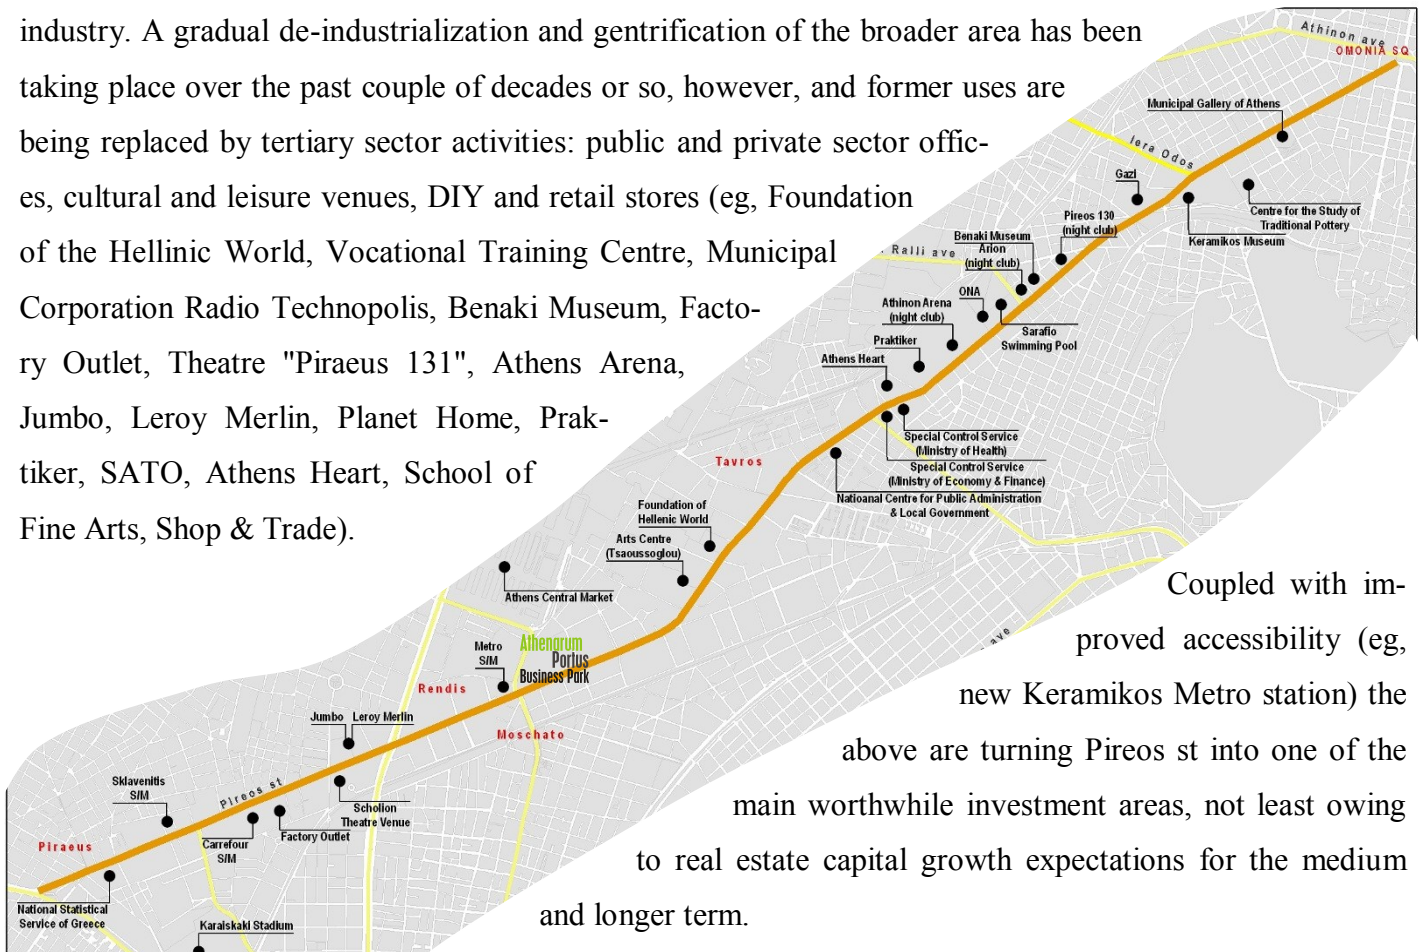 industry. A gradual de-industrialization and gentrification of the broader area has been
taking place over the past couple of decades or so, however, and former uses are
being replaced by tertiary sector activities: public and private sector offic-
es, cultural and leisure venues, DIY and retail stores (eg, Foundation
of the Hellinic World, Vocational Training Centre, Municipal
Corporation Radio Technopolis, Benaki Museum, Facto-
ry Outlet, Theatre "Piraeus 131", Athens Arena,
Jumbo, Leroy Merlin, Planet Home, Prak-
tiker, SATO, Athens Heart, School of
Fine Arts, Shop & Trade).
Athinon ave
OMONIA SQ
Municipal Gallery of Athens
Iera Odos
Gazi
Centre for the Study of
Traditional Pottery
Keramikos Museum
Pireos 130
(night club)
Benaki Museum
Arion
(night club)
Ralli ave
ONA
Athinon Arena
(night club)
Sarafio
Swimming Pool
Praktiker
Athens Heart
Special Control Service
(Ministry of Health)
Special Control Service
(Ministry of Economy & Finance)
Natioanal Centre for Public Administration
& Local Government
Tavros
Foundation of
Hellenic World
Arts Centre
(Tsaoussoglou)
Athens Central Market
ave
Athenarum
Portus
Business Park
Metro
S/M
Rendis
Moschato
Jumbo
Leroy Merlin
Sklavenitis
S/M
Pireos st
Scholion
Theatre Venue
Factory Outlet
Carrefour
S/M
Piraeus
National Statistical
Service of Greece
Karaiskaki Stadium
Coupled with im-
proved accessibility (eg,
new Keramikos Metro station) the
above are turning Pireos st into one of the
main worthwhile investment areas, not least owing
to real estate capital growth expectations for the medium
and longer term.